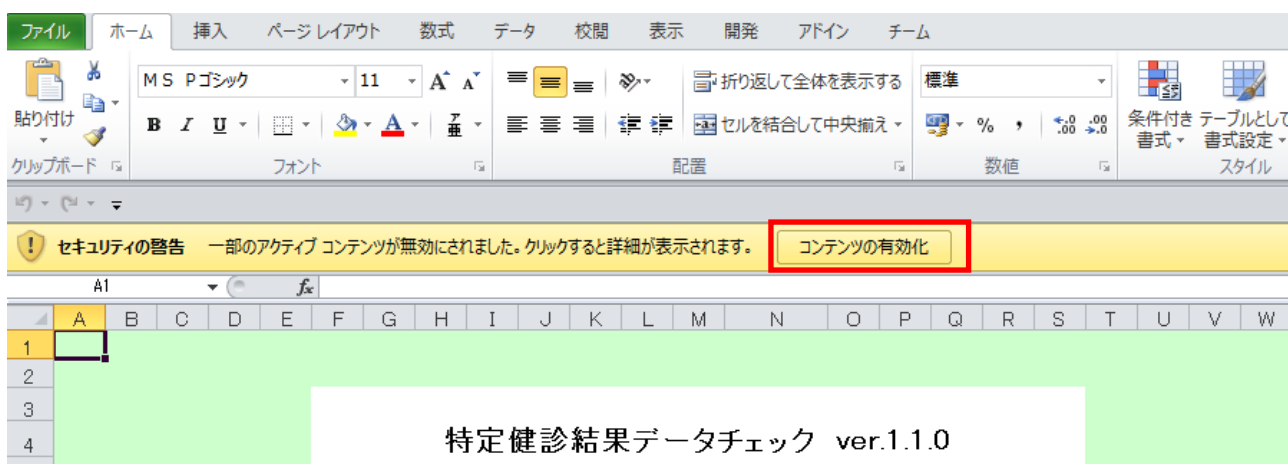 ファイル ホーム 挿入 ページ レイアウト 数式 データ 校閲 表示 開発 アドイン チーム
ＭＳ Ｐゴシック 11 A A 折り返して全体を表示する 標準
貼り付け B I U A ア亜 セルを結合して中央揃え % , .0 .00 .00 .0 条件付き書式 テーブルとして書式設定
クリップボード フォント 配置 数値 スタイル
セキュリティの警告 一部のアクティブ コンテンツが無効にされました。クリックすると詳細が表示されます。 コンテンツの有効化
A1 fx
A B C D E F G H I J K L M N O P Q R S T U V W
1
2
3
4 特定健診結果データチェック ver.1.1.0